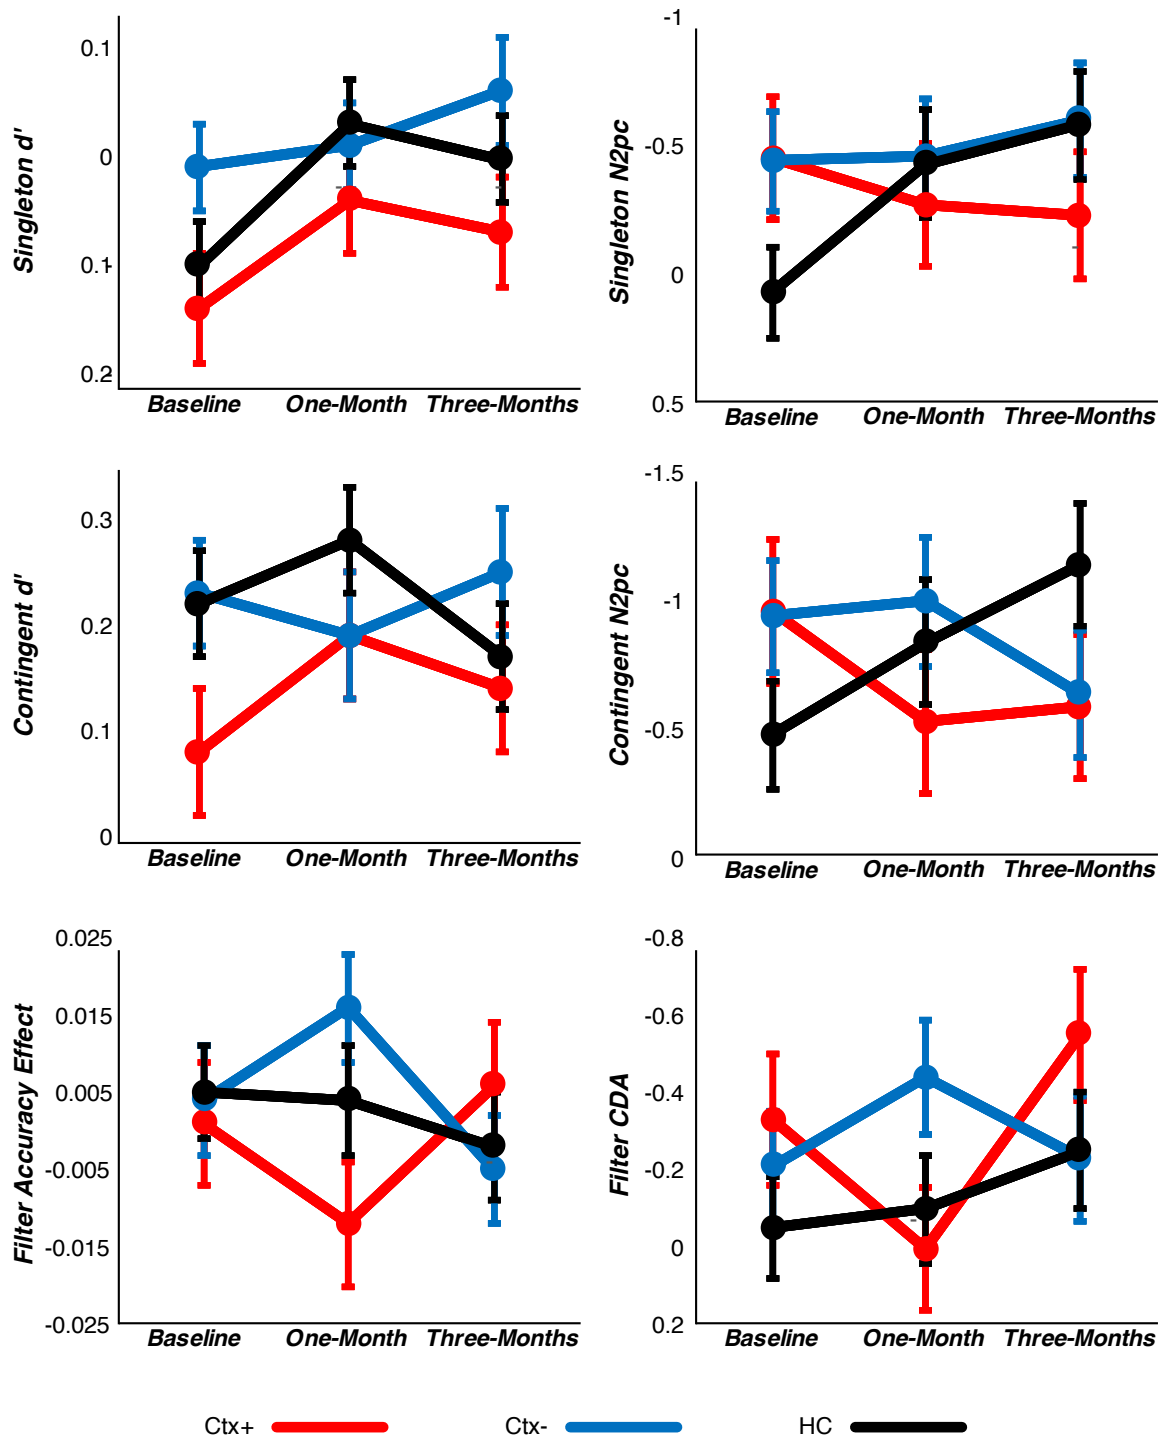 Singleton d'
0.1
0
0.1
0.2
Baseline One-Month Three-Months
Singleton N2pc
-1
-0.5
0
0.5
Baseline One-Month Three-Months
Contingent d'
0.3
0.2
0.1
0
Baseline One-Month Three-Months
Contingent N2pc
-1.5
-1
-0.5
0
Baseline One-Month Three-Months
Filter Accuracy Effect
0.025
0.015
0.005
-0.005
-0.015
-0.025
Baseline One-Month Three-Months
Filter CDA
-0.8
-0.6
-0.4
-0.2
0
0.2
Baseline One-Month Three-Months
Ctx+ Ctx- HC